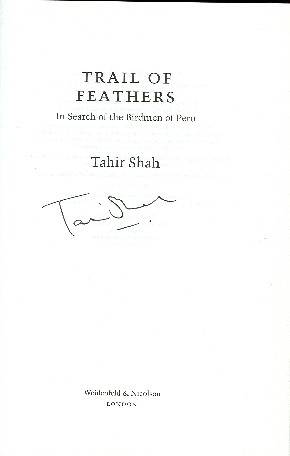 TRAIL OF
FEATHERS
In Search of the Birdmen of Peru
Tahir Shah
Weidenfeld & Nicolson
LONDON